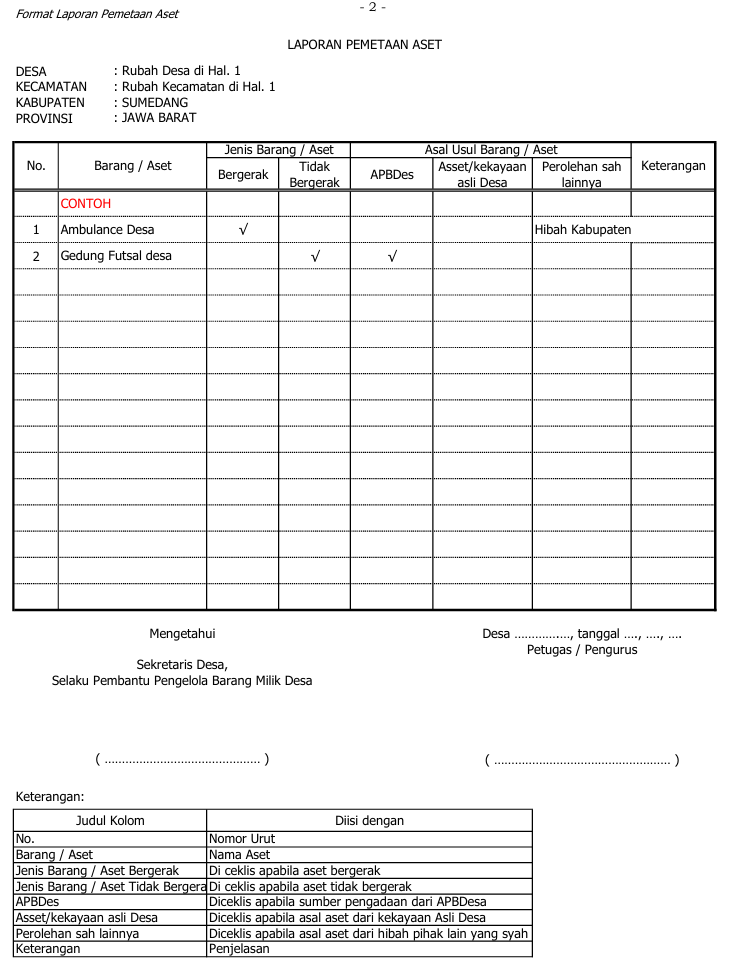 - 2 -
Format Laporan Pemetaan Aset
LAPORAN PEMETAAN ASET
DESA : Rubah Desa di Hal. 1
KECAMATAN : Rubah Kecamatan di Hal. 1
KABUPATEN : SUMEDANG
PROVINSI : JAWA BARAT
No. Barang / Aset Jenis Barang / Aset Asal Usul Barang / Aset Keterangan
Bergerak Tidak Bergerak APBDes Asset/kekayaan asli Desa Perolehan sah lainnya
CONTOH
1 Ambulance Desa √ Hibah Kabupaten
2 Gedung Futsal desa √ √
Mengetahui
Desa ……………., tanggal …., …., ….
Petugas / Pengurus
Sekretaris Desa,
Selaku Pembantu Pengelola Barang Milik Desa
( ……………………………………… )
( …………………………………………… )
Keterangan:
Judul Kolom Diisi dengan
No. Nomor Urut
Barang / Aset Nama Aset
Jenis Barang / Aset Bergerak Di ceklis apabila aset bergerak
Jenis Barang / Aset Tidak Bergera Di ceklis apabila aset tidak bergerak
APBDes Diceklis apabila sumber pengadaan dari APBDesa
Asset/kekayaan asli Desa Diceklis apabila asal aset dari kekayaan Asli Desa
Perolehan sah lainnya Diceklis apabila asal aset dari hibah pihak lain yang syah
Keterangan Penjelasan